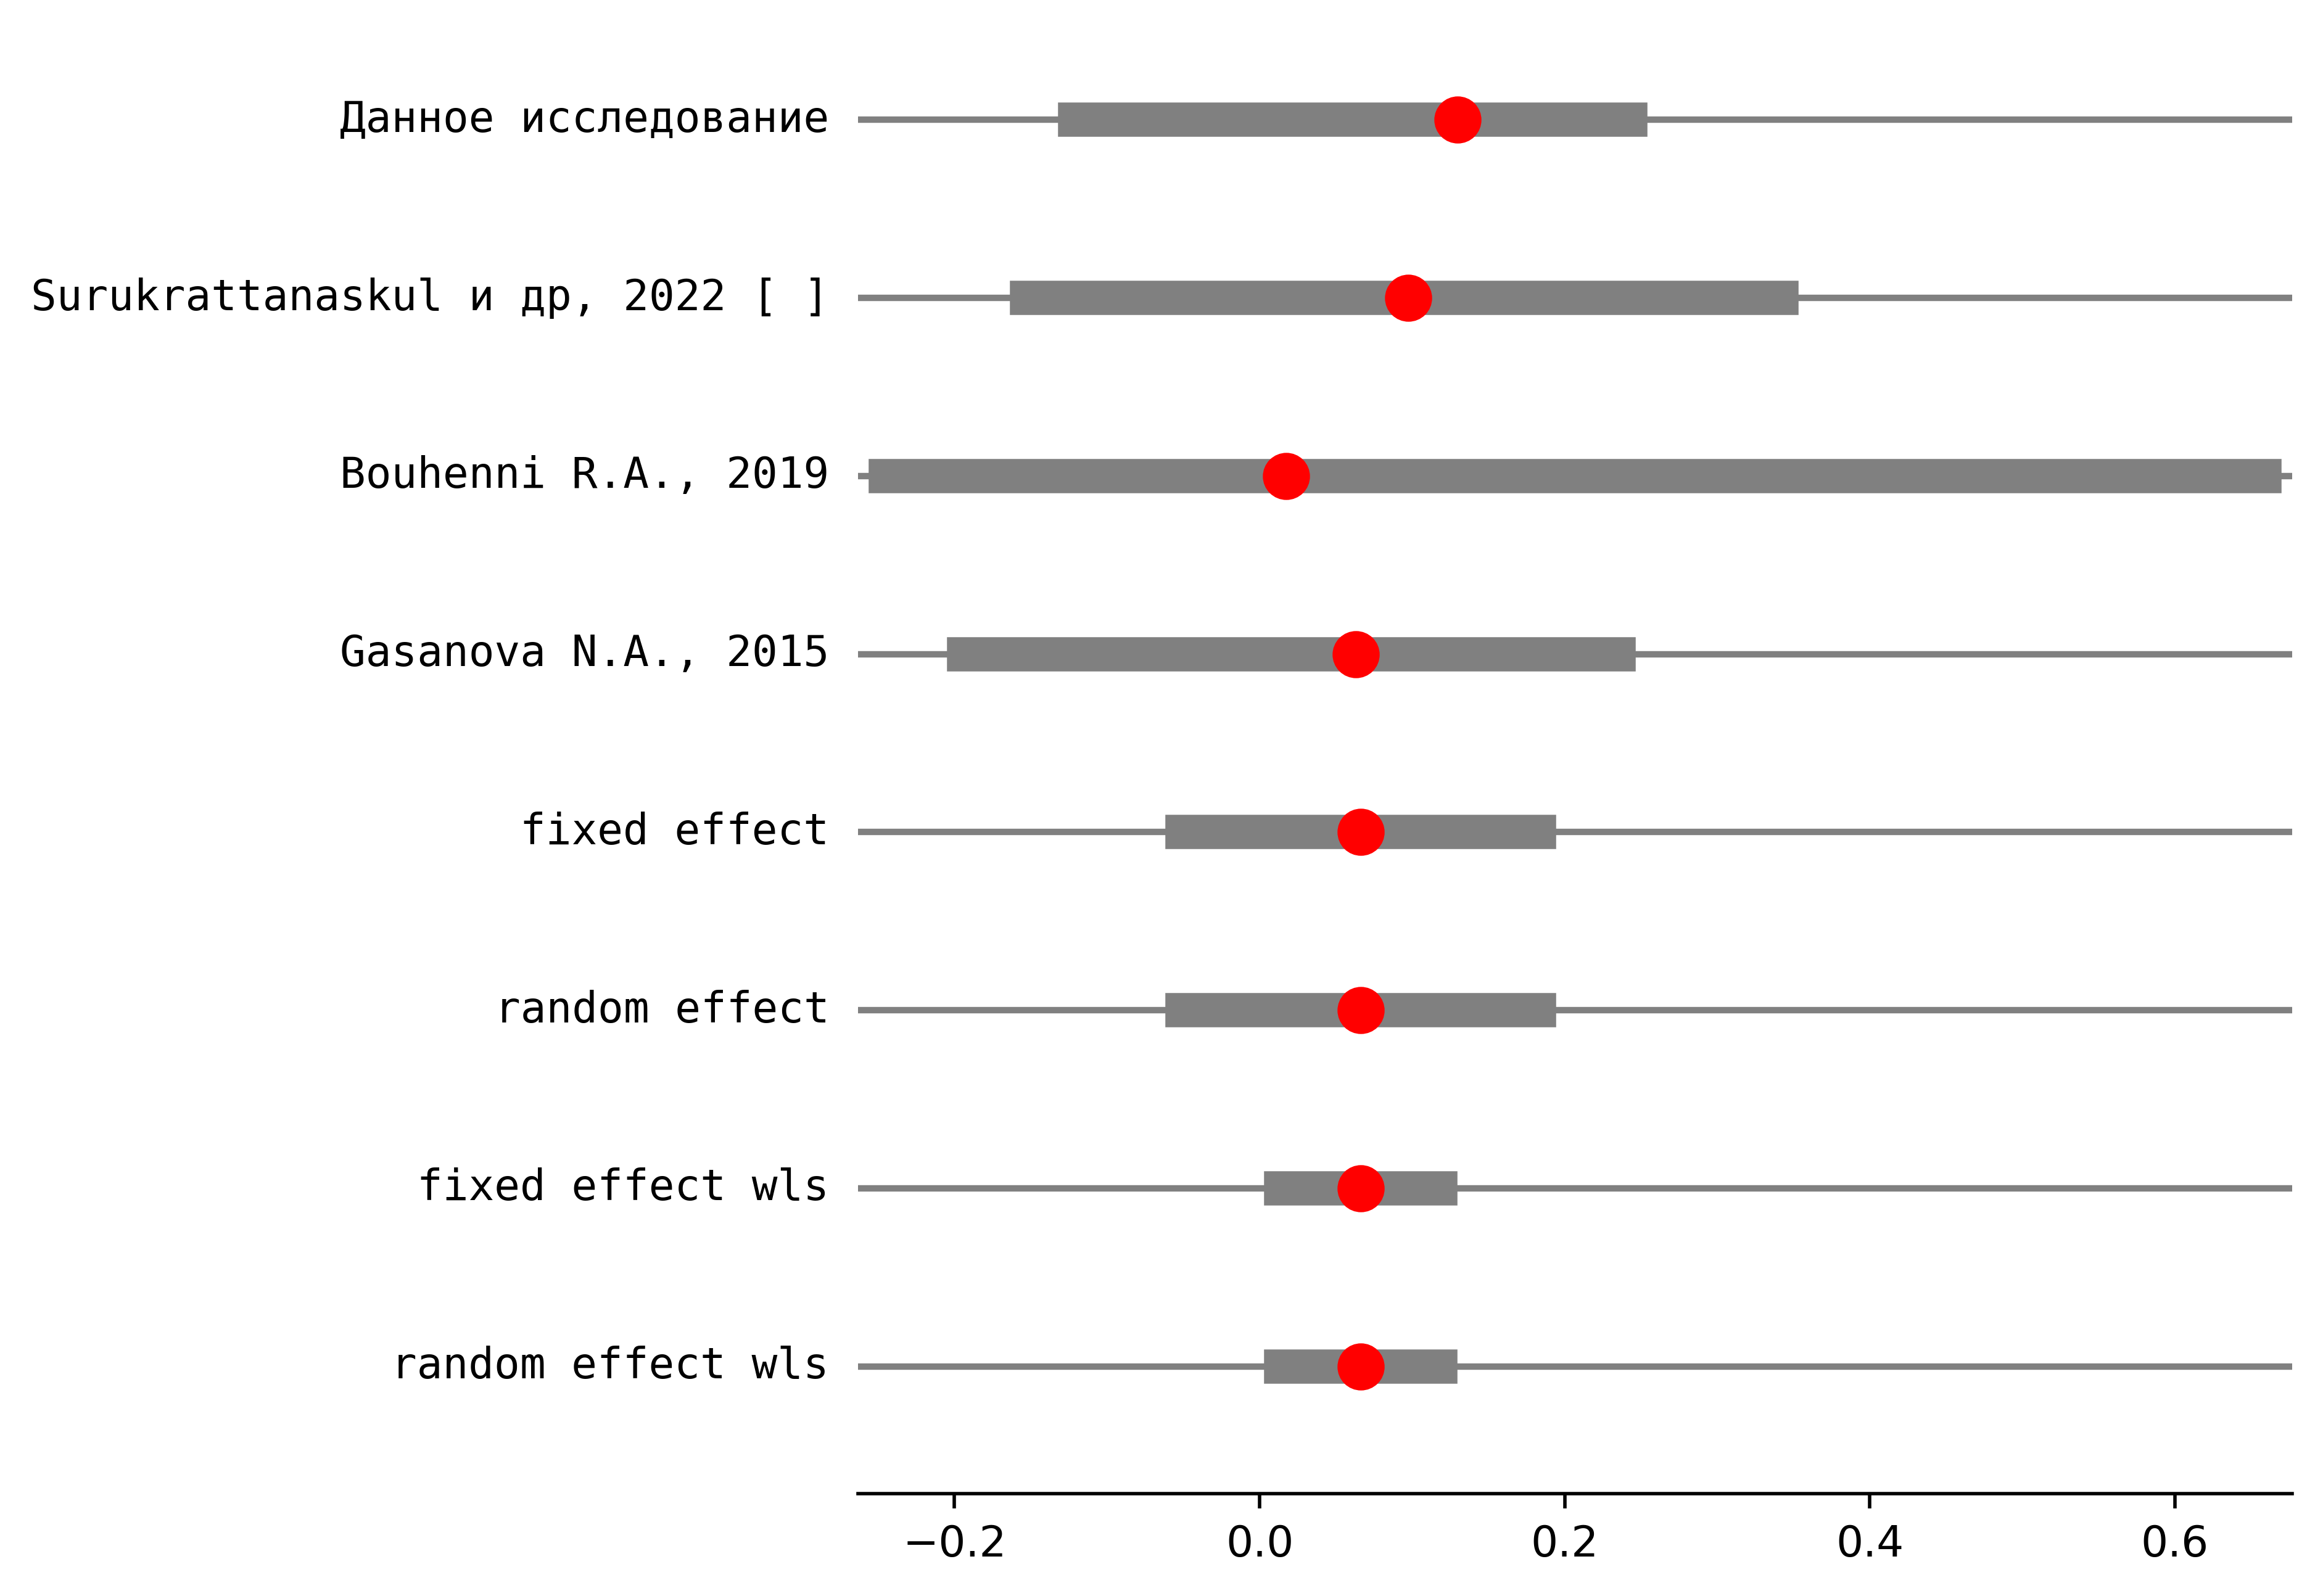 Данное исследование
Surukrattanaskul и др, 2022 [ ]
Bouhenni R.A., 2019
Gasanova N.A., 2015
fixed effect
random effect
fixed effect wls
random effect wls
−0.2 0.0 0.2 0.4 0.6